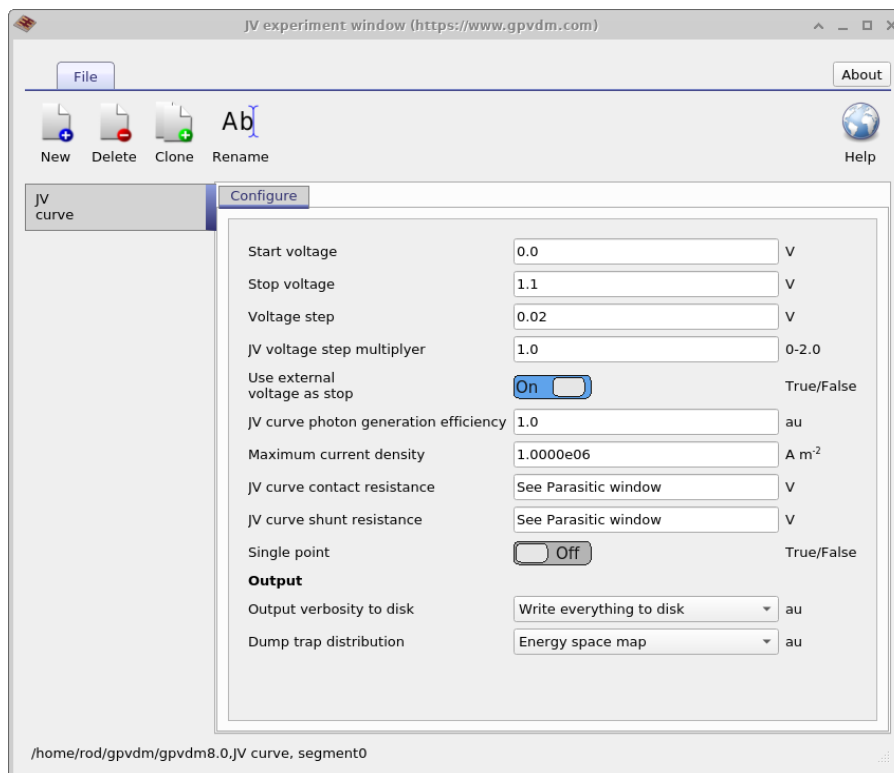 JV experiment window (https://www.gpvdm.com)
File
About
Ab
New
Delete
Clone
Rename
Help
JV
curve
Configure
Start voltage 0.0 V
Stop voltage 1.1 V
Voltage step 0.02 V
JV voltage step multiplyer 1.0 0-2.0
Use external
voltage as stop On True/False
JV curve photon generation efficiency 1.0 au
Maximum current density 1.0000e06 A m-2
JV curve contact resistance See Parasitic window V
JV curve shunt resistance See Parasitic window V
Single point Off True/False
Output
Output verbosity to disk Write everything to disk au
Dump trap distribution Energy space map au
/home/rod/gpvdm/gpvdm8.0,JV curve, segment0